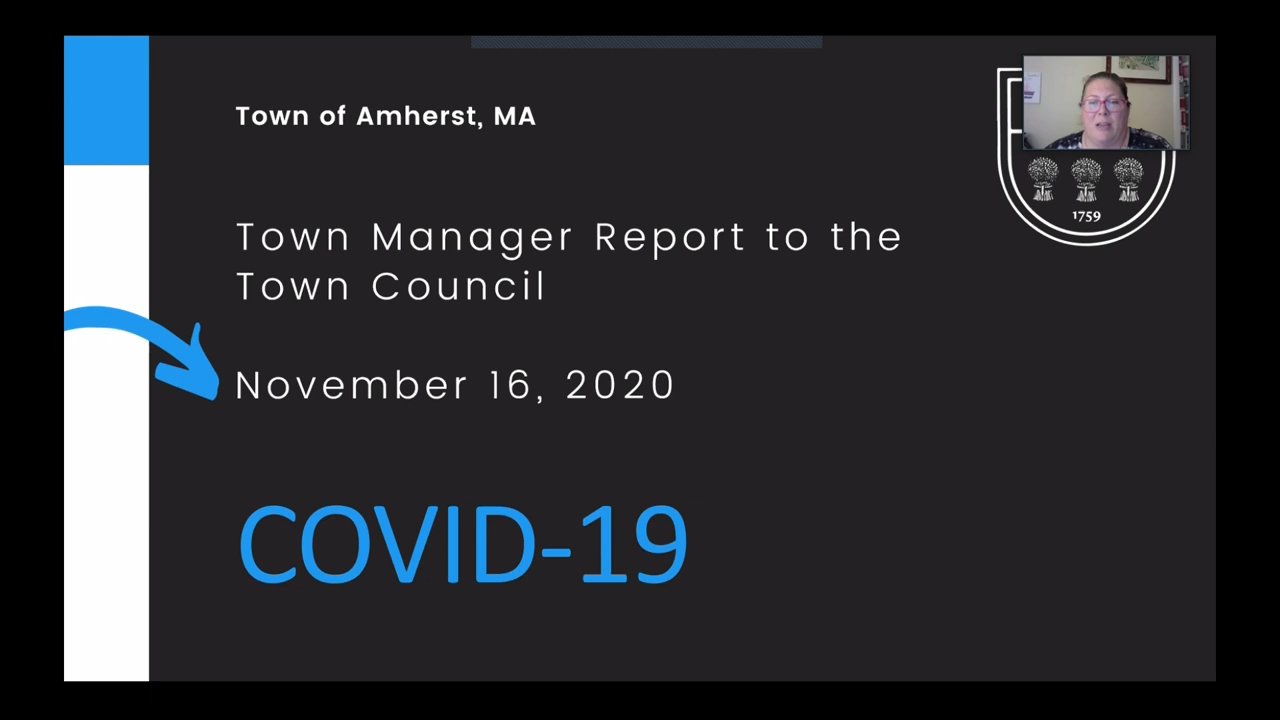 Town of Amherst, MA
Town Manager Report to the
Town Council
November 16, 2020
COVID-19
1759